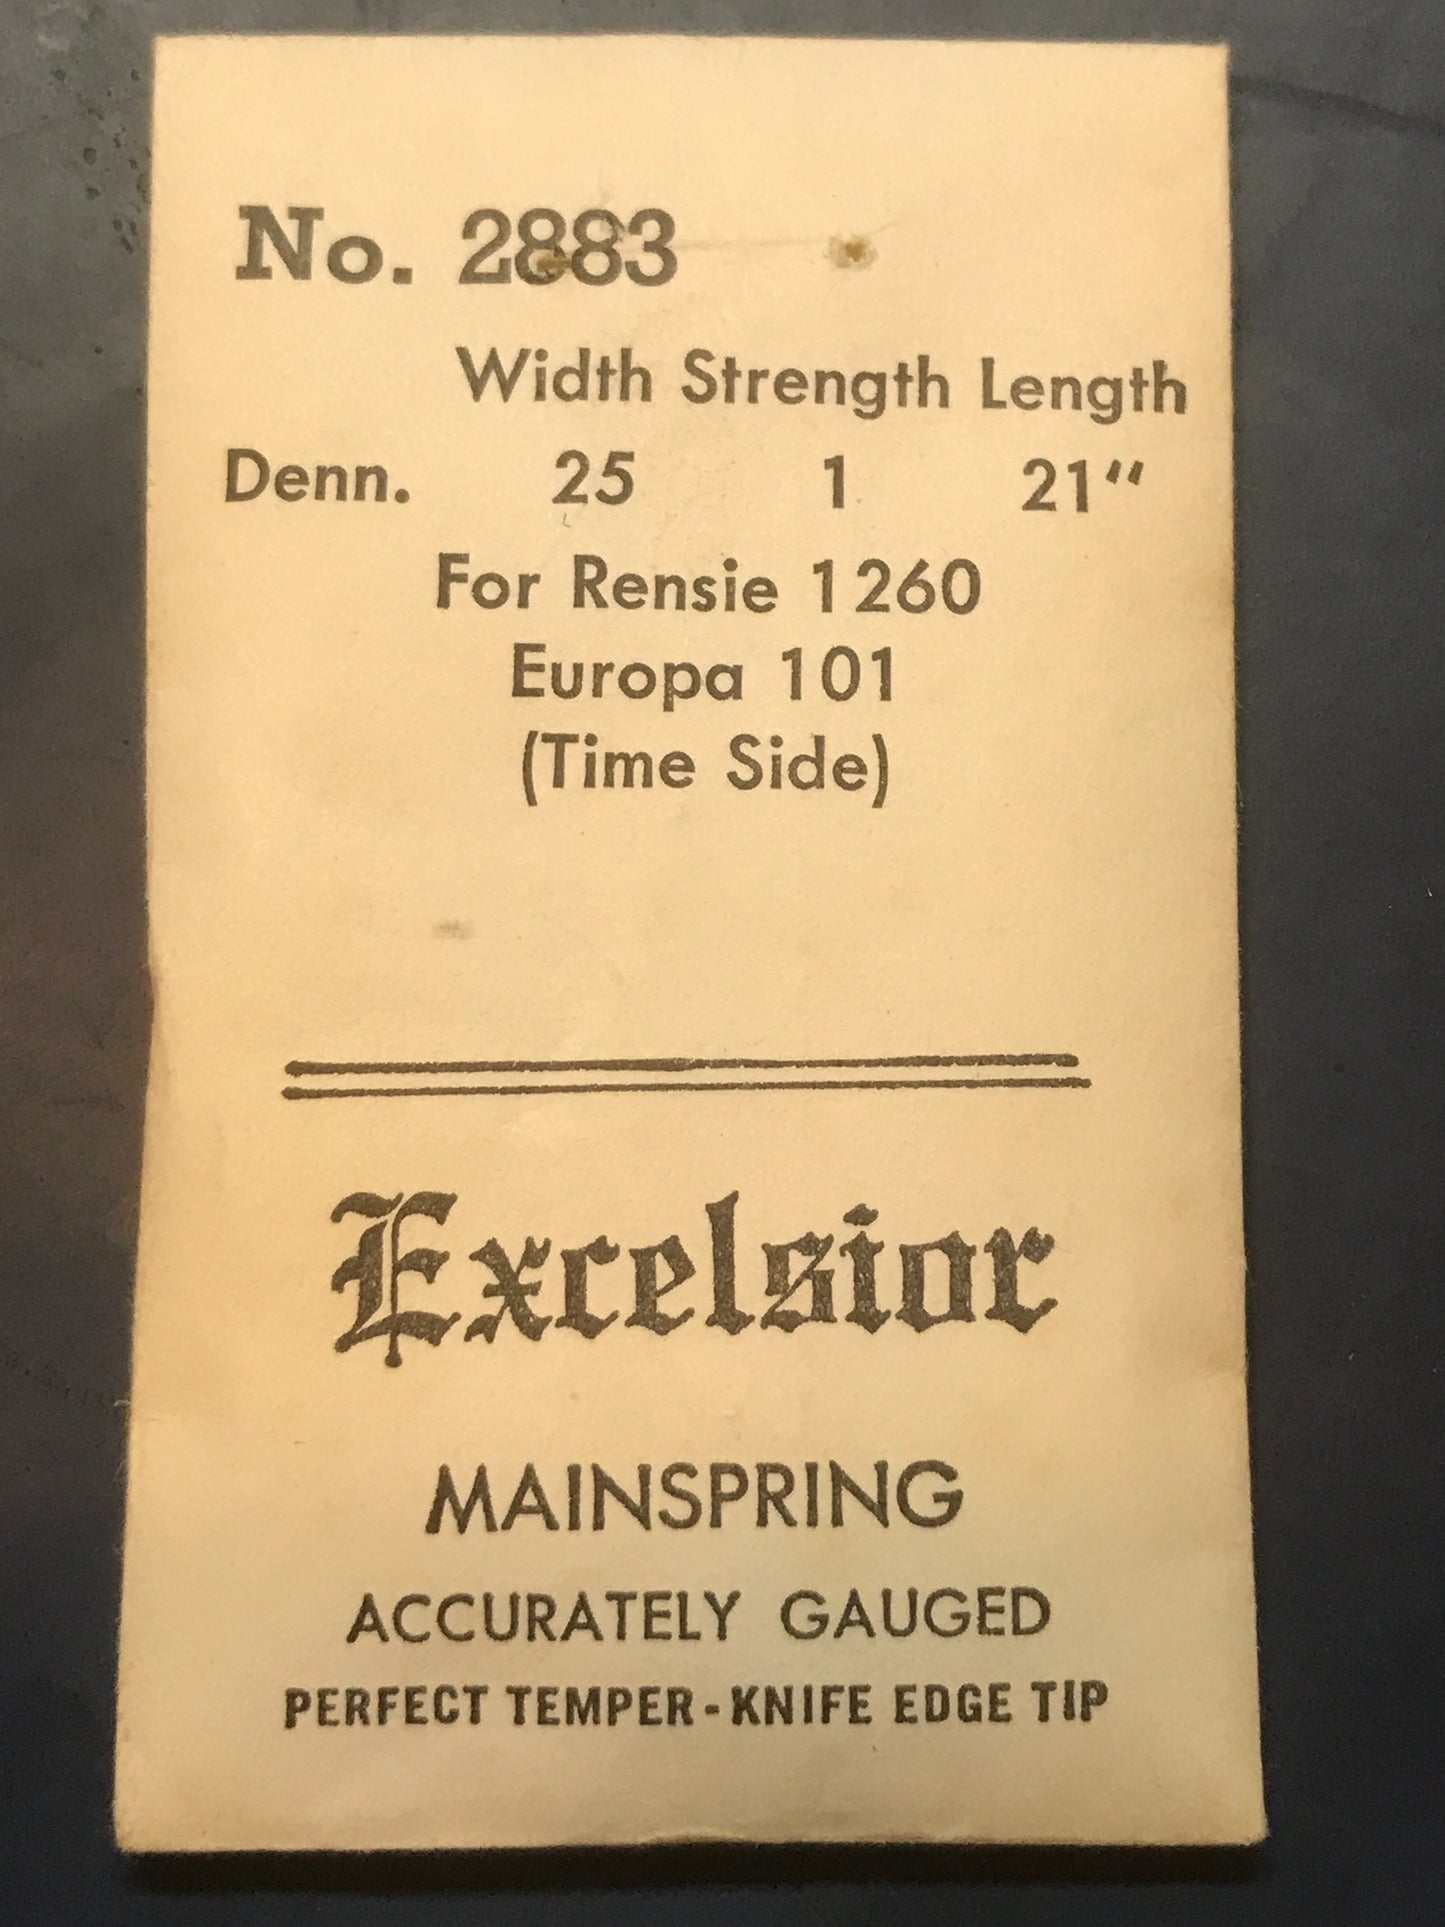 No. 2883
Width Strength Length
Denn. 25 1 21"
For Rensie 1260
Europa 101
(Time Side)
Excelsior
MAINSPRING
ACCURATELY GAUGED
PERFECT TEMPER-KNIFE EDGE TIP